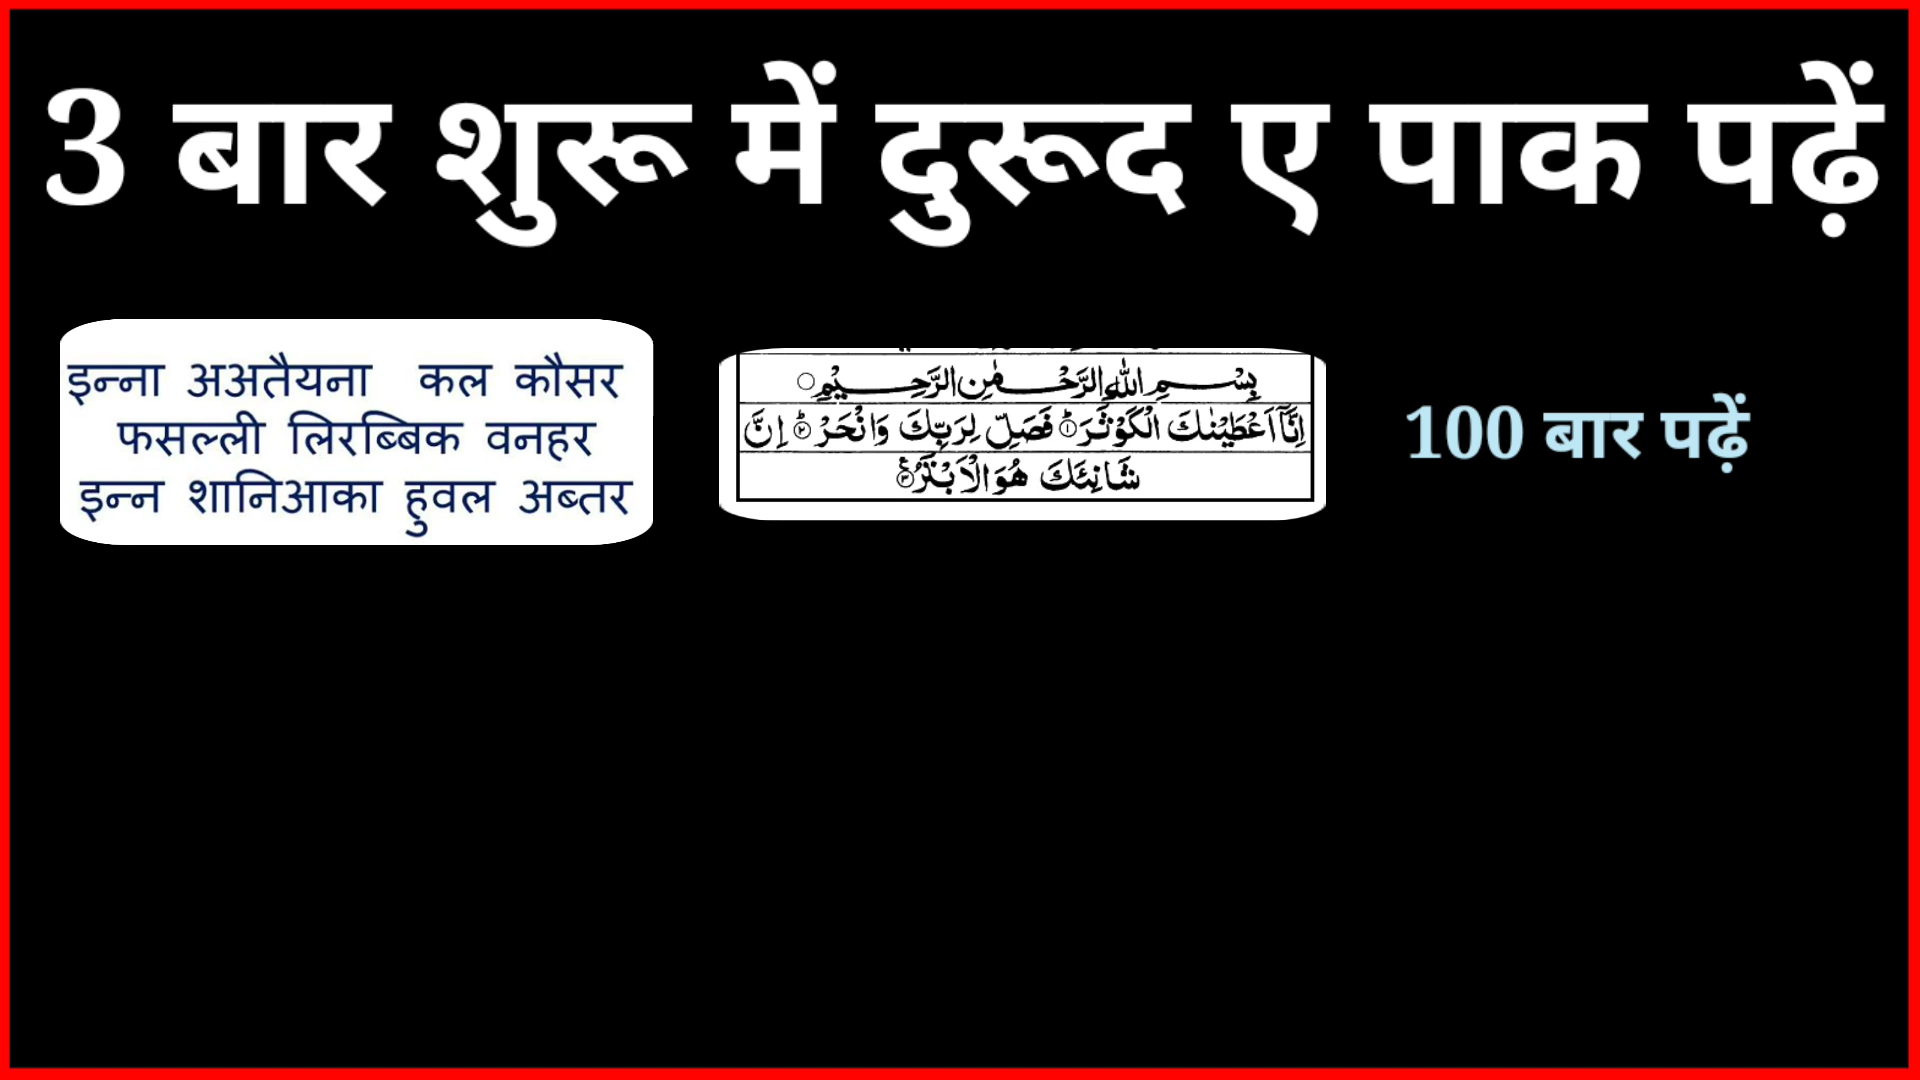 3 बार शुरू में दुरूद ए पाक पढ़ें
इन्ना अअतैयना कल कौसर
फसल्ली लिरब्बिक वनहर
इन्न शानिआका हुवल अब्तर
بِسْمِ اللهِ الرَّحْمٰنِ الرَّحِيْمِ
اِنَّاۤ اَعْطَيْنٰكَ الْكَوْثَرَؕ۝۱ فَصَلِّ لِرَبِّكَ وَانْحَرْؕ۝۲ اِنَّ
شَانِئَكَ هُوَ الْاَبْتَرُ۝۳
100 बार पढ़ें